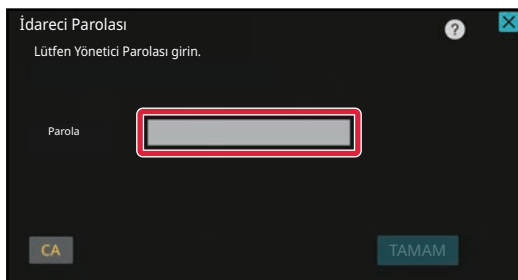 İdareci Parolası
?
Lütfen Yönetici Parolası girin.
Parola
CA
TAMAM